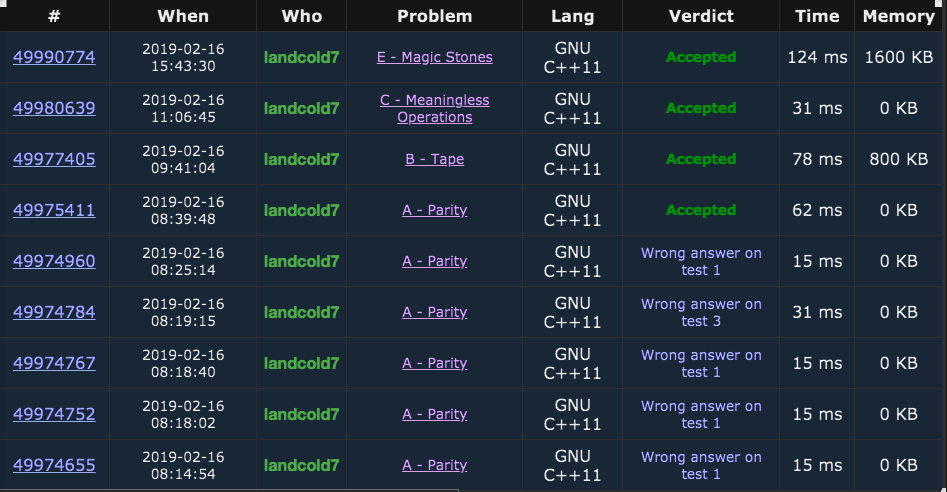 # When Who Problem Lang Verdict Time Memory
49990774 2019-02-16 15:43:30 landcold7 E - Magic Stones GNU C++11 Accepted 124 ms 1600 KB
49980639 2019-02-16 11:06:45 landcold7 C - Meaningless Operations GNU C++11 Accepted 31 ms 0 KB
49977405 2019-02-16 09:41:04 landcold7 B - Tape GNU C++11 Accepted 78 ms 800 KB
49975411 2019-02-16 08:39:48 landcold7 A - Parity GNU C++11 Accepted 62 ms 0 KB
49974960 2019-02-16 08:25:14 landcold7 A - Parity GNU C++11 Wrong answer on test 1 15 ms 0 KB
49974784 2019-02-16 08:19:15 landcold7 A - Parity GNU C++11 Wrong answer on test 3 31 ms 0 KB
49974767 2019-02-16 08:18:40 landcold7 A - Parity GNU C++11 Wrong answer on test 1 15 ms 0 KB
49974752 2019-02-16 08:18:02 landcold7 A - Parity GNU C++11 Wrong answer on test 1 15 ms 0 KB
49974655 2019-02-16 08:14:54 landcold7 A - Parity GNU C++11 Wrong answer on test 1 15 ms 0 KB